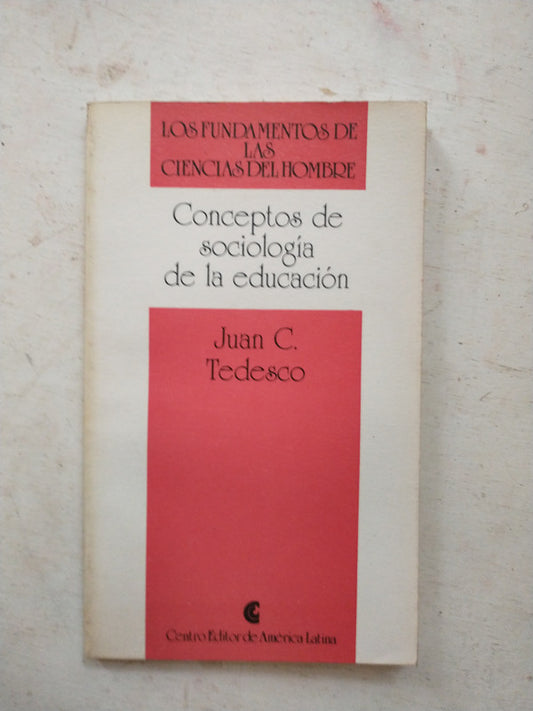 LOS FUNDAMENTOS DE
LAS
CIENCIAS DEL HOMBRE
Conceptos de
sociología
de la educación
Juan C.
Tedesco
Centro Editor de América Latina